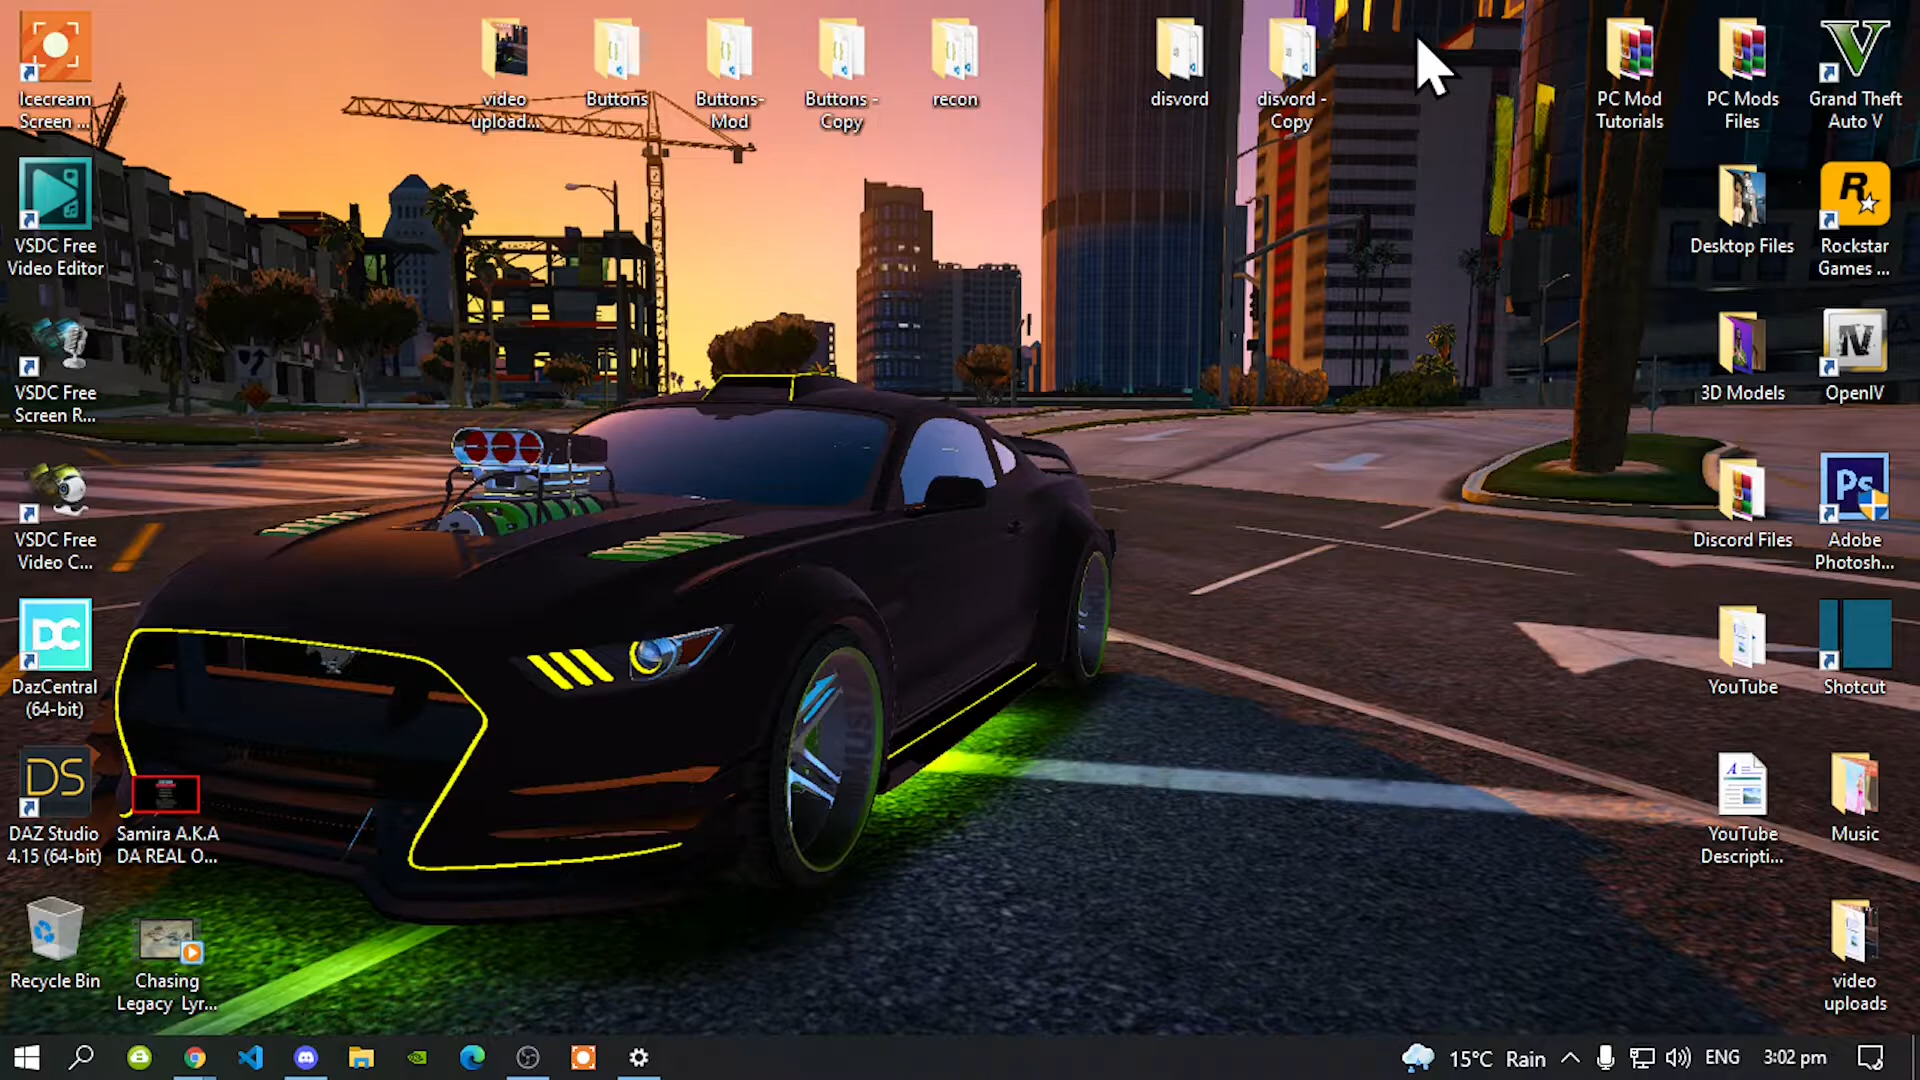 Icecream
Screen ...
video
upload...
Buttons
Buttons-
Mod
Buttons -
Copy
recon
disvord
disvord -
Copy
PC Mod
Tutorials
PC Mods
Files
Grand Theft
Auto V
VSDC Free
Video Editor
Desktop Files
Rockstar
Games ...
VSDC Free
Screen R...
3D Models
OpenIV
VSDC Free
Video C...
Discord Files
Ps
Adobe
Photosh...
DC
DazCentral
(64-bit)
YouTube
Shotcut
DS
DAZ Studio
4.15 (64-bit)
Samira A.K.A
DA REAL O...
YouTube
Descripti...
Music
Recycle Bin
Chasing
Legacy Lyr...
video
uploads
15°C Rain
ENG
3:02 pm